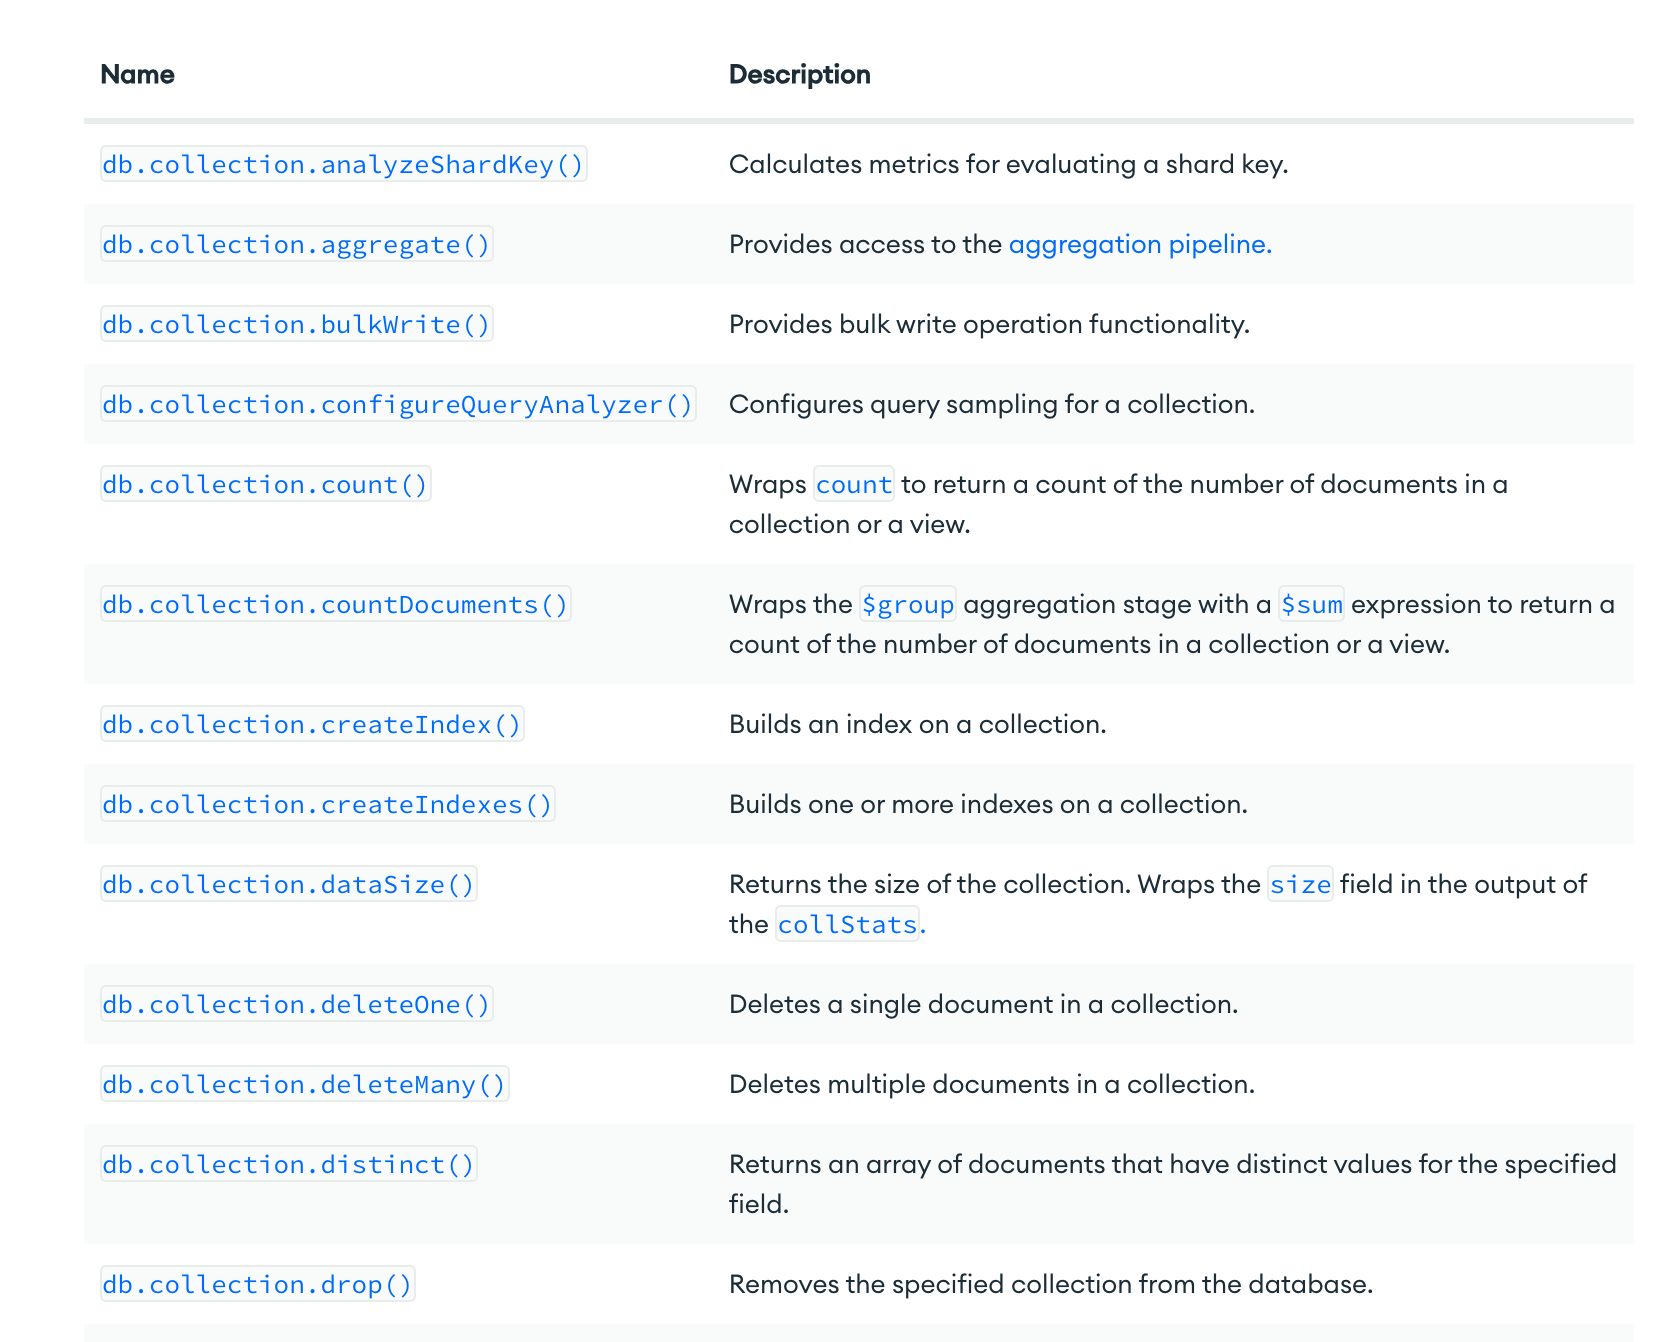 Name Description
db.collection.analyzeShardKey() Calculates metrics for evaluating a shard key.
db.collection.aggregate() Provides access to the aggregation pipeline.
db.collection.bulkWrite() Provides bulk write operation functionality.
db.collection.configureQueryAnalyzer() Configures query sampling for a collection.
db.collection.count() Wraps count to return a count of the number of documents in a
collection or a view.
db.collection.countDocuments() Wraps the $group aggregation stage with a $sum expression to return a
count of the number of documents in a collection or a view.
db.collection.createIndex() Builds an index on a collection.
db.collection.createIndexes() Builds one or more indexes on a collection.
db.collection.dataSize() Returns the size of the collection. Wraps the size field in the output of
the collStats.
db.collection.deleteOne() Deletes a single document in a collection.
db.collection.deleteMany() Deletes multiple documents in a collection.
db.collection.distinct() Returns an array of documents that have distinct values for the specified
field.
db.collection.drop() Removes the specified collection from the database.